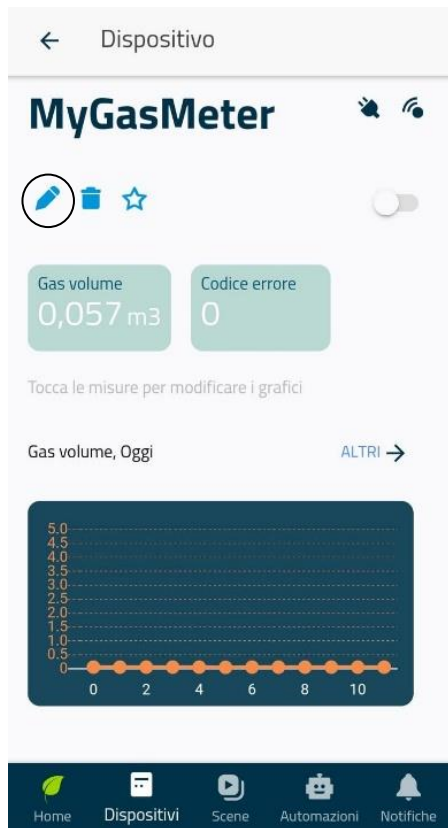 Dispositivo
MyGasMeter
Gas volume
0,057 m3
Codice errore
0
Tocca le misure per modificare i grafici
Gas volume, Oggi
ALTRI
5.0
4.5
4.0
3.5
3.0
2.5
2.0
1.5
1.0
0.5
0
0 2 4 6 8 10
Home Dispositivi Scene Automazioni Notifiche